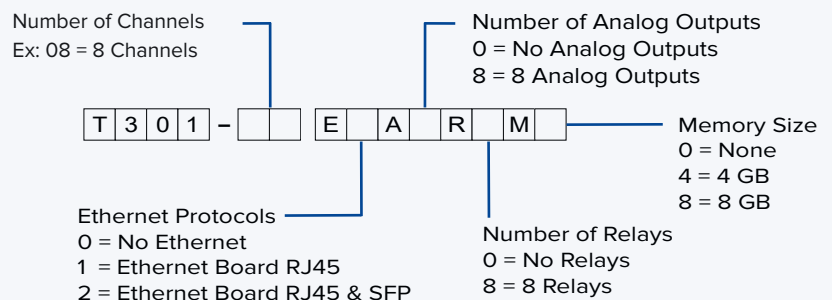 Number of Channels
Ex: 08 = 8 Channels
Number of Analog Outputs
0 = No Analog Outputs
8 = 8 Analog Outputs
T301- E A R M
Memory Size
0 = None
4 = 4 GB
8 = 8 GB
Ethernet Protocols
0 = No Ethernet
1 = Ethernet Board RJ45
2 = Ethernet Board RJ45 & SFP
Number of Relays
0 = No Relays
8 = 8 Relays